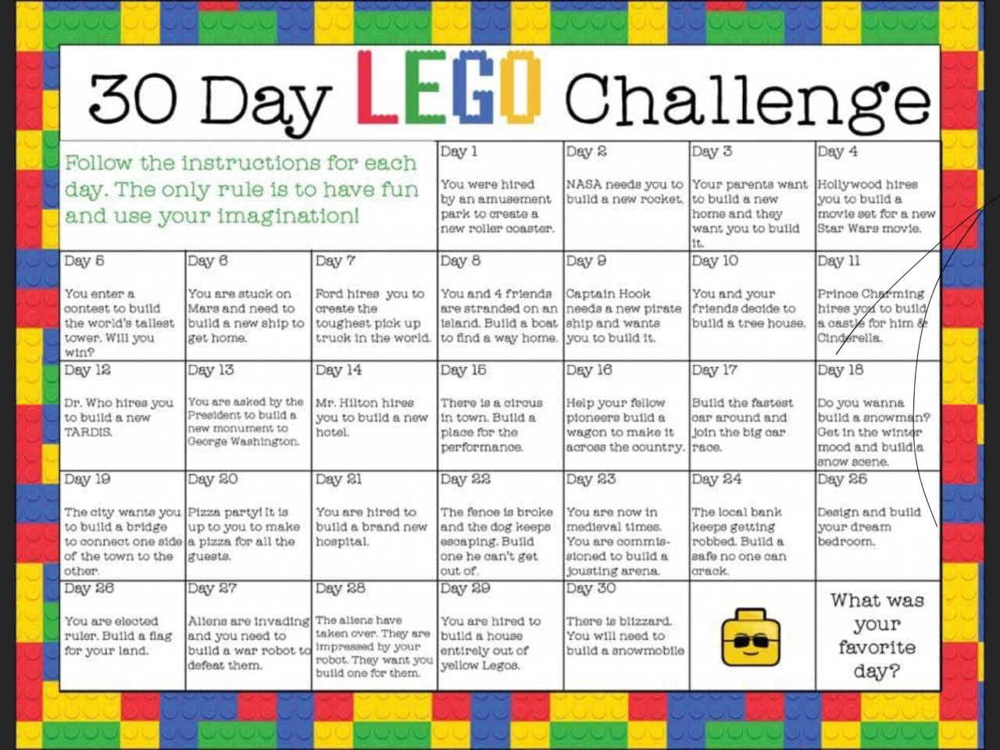 30 Day LEGO Challenge
Follow the instructions for each
day. The only rule is to have fun
and use your imagination!
Day 1
You were hired
by an amusement
park to create a
new roller coaster.
Day 2
NASA needs you to
build a new rocket.
Day 3
Your parents want
to build a new
home and they
want you to build
it.
Day 4
Hollywood hires
you to build a
movie set for a new
Star Wars movie.
Day 5
You enter a
contest to build
the world's tallest
tower. Will you
win?
Day 6
You are stuck on
Mars and need to
build a new ship to
get home.
Day 7
Ford hires you to
create the
toughest pick up
truck in the world.
Day 8
You and 4 friends
are stranded on an
island. Build a boat
to find a way home.
Day 9
Captain Hook
needs a new pirate
ship and wants
you to build it.
Day 10
You and your
friends decide to
build a tree house.
Day 11
Prince Charming
hires you to build
a castle for him &
Cinderella.
Day 12
Dr. Who hires you
to build a new
TARDIS.
Day 13
You are asked by the
President to build a
new monument to
George Washington.
Day 14
Mr. Hilton hires
you to build a new
hotel.
Day 15
There is a circus
in town. Build a
place for the
performance.
Day 16
Help your fellow
pioneers build a
wagon to make it
across the country.
Day 17
Build the fastest
car around and
join the big car
race.
Day 18
Do you wanna
build a snowman?
Get in the winter
mood and build a
snow scene.
Day 19
The city wants you
to build a bridge
to connect one side
of the town to the
other.
Day 20
Pizza party! It is
up to you to make
a pizza for all the
guests.
Day 21
You are hired to
build a brand new
hospital.
Day 22
The fence is broke
and the dog keeps
escaping. Build
one he can't get
out of.
Day 23
You are now in
medieval times.
You are commis-
sioned to build a
jousting arena.
Day 24
The local bank
keeps getting
robbed. Build a
safe no one can
crack.
Day 25
Design and build
your dream
bedroom.
Day 26
You are elected
ruler. Build a flag
for your land.
Day 27
Aliens are invading
and you need to
build a war robot to
defeat them.
Day 28
The aliens have
taken over. They are
impressed by your
robot. They want you
build one for them.
Day 29
You are hired to
build a house
entirely out of
yellow Legos.
Day 30
There is blizzard.
You will need to
build a snowmobile
What was
your
favorite
day?